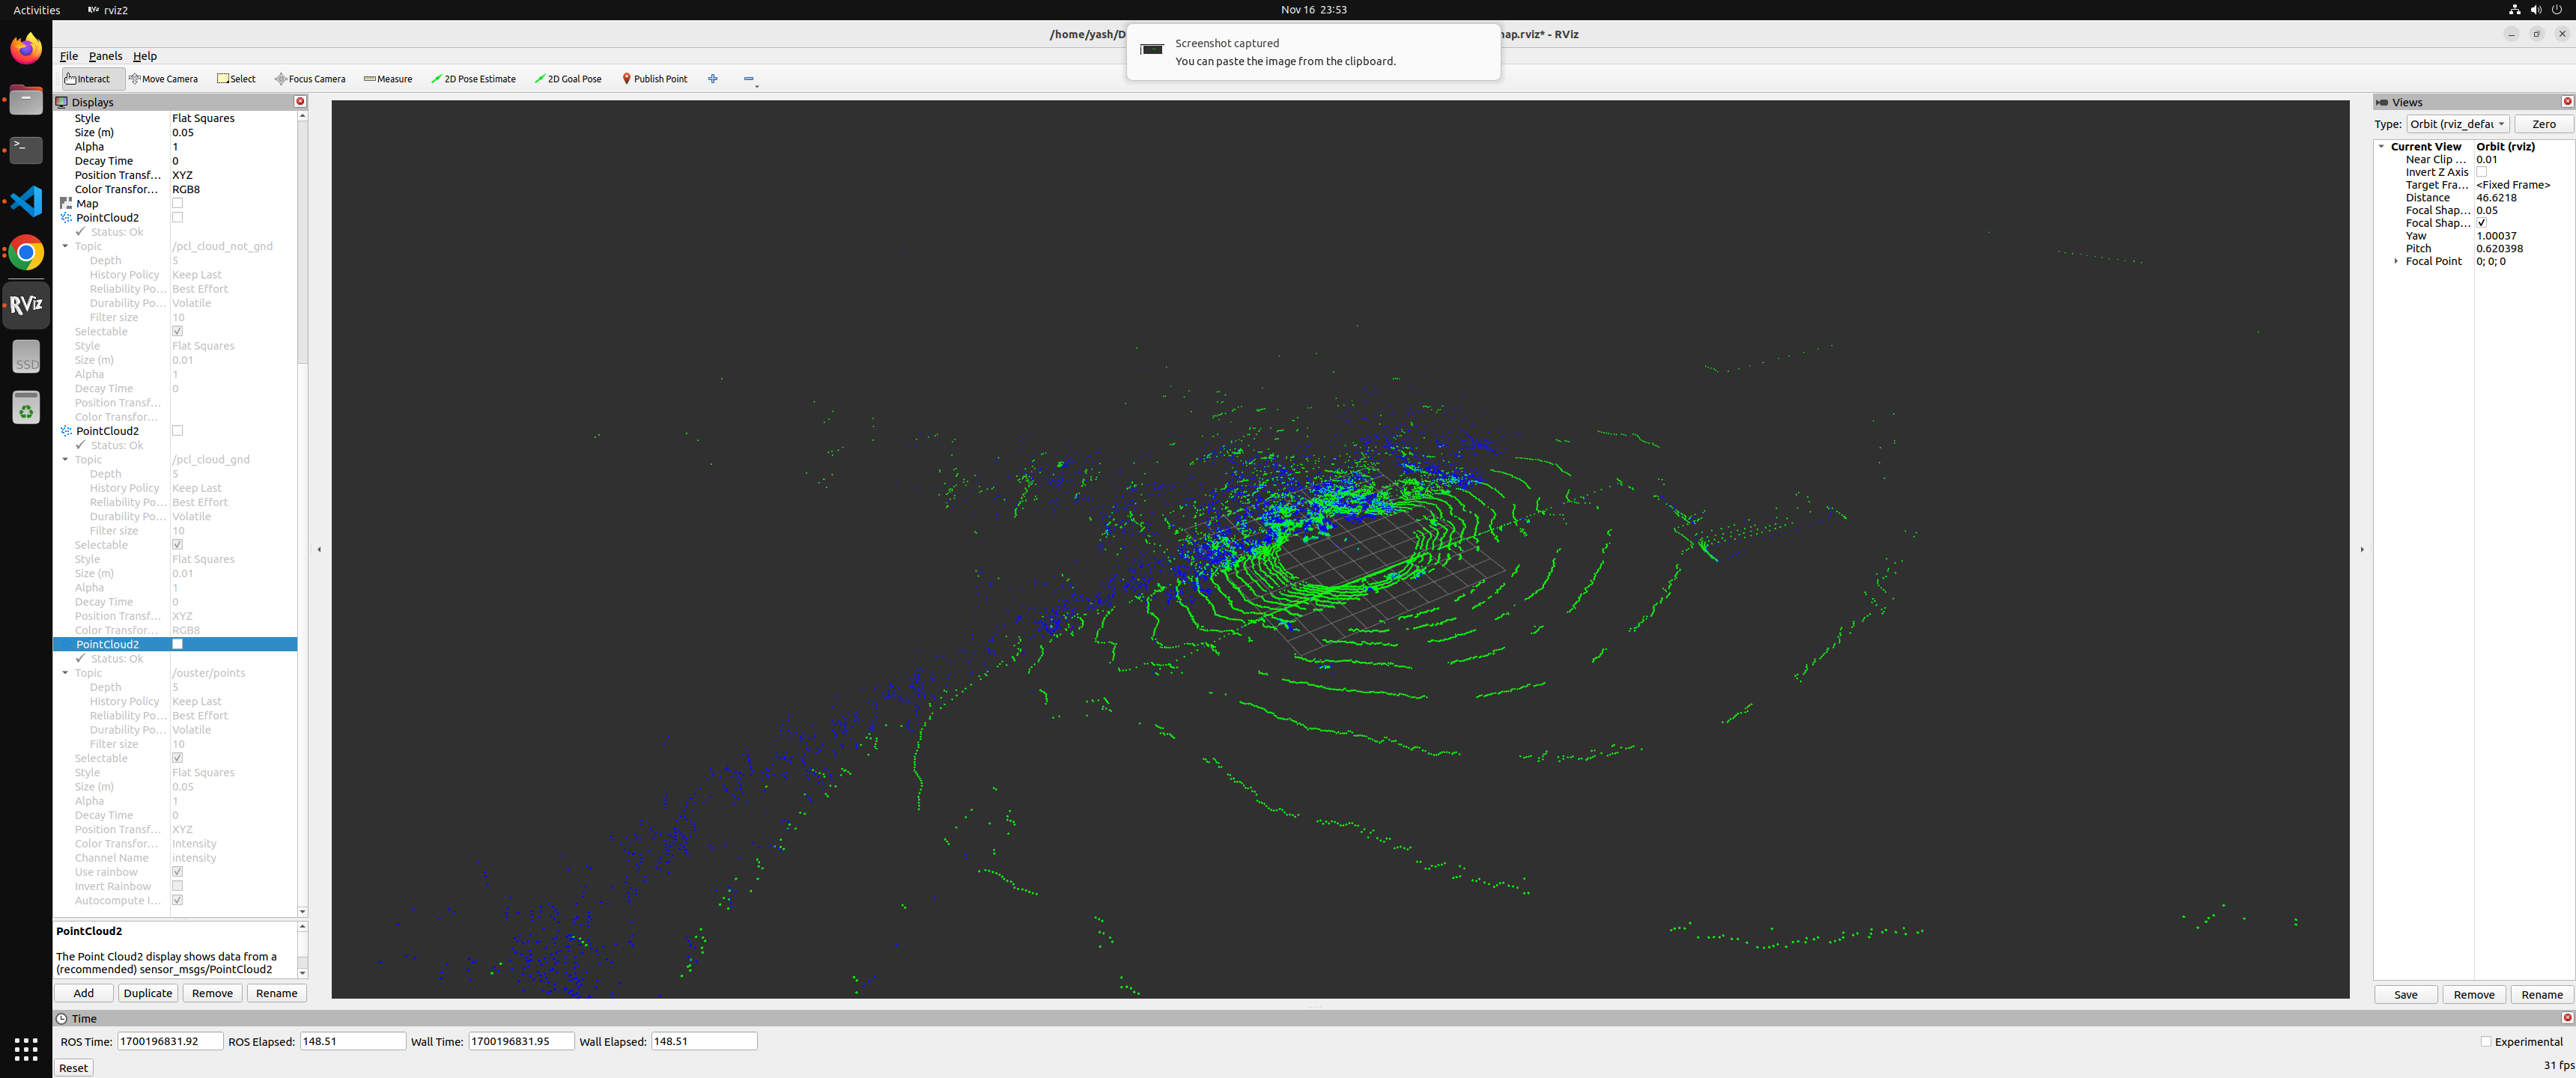 Activities
rviz2
Nov 16 23:53
/home/yash/D
ap.rviz* - RViz
Screenshot captured
You can paste the image from the clipboard.
File Panels Help
Interact Move Camera Select Focus Camera Measure 2D Pose Estimate 2D Goal Pose Publish Point
Displays
Style Flat Squares
Size (m) 0.05
Alpha 1
Decay Time 0
Position Transf... XYZ
Color Transfor... RGB8
Map
PointCloud2
Status: Ok
Topic /pcl_cloud_not_gnd
Depth 5
History Policy Keep Last
Reliability Po... Best Effort
Durability Po... Volatile
Filter size 10
Selectable
Style Flat Squares
Size (m) 0.01
Alpha 1
Decay Time 0
Position Transf...
Color Transfor...
PointCloud2
Status: Ok
Topic /pcl_cloud_gnd
Depth 5
History Policy Keep Last
Reliability Po... Best Effort
Durability Po... Volatile
Filter size 10
Selectable
Style Flat Squares
Size (m) 0.01
Alpha 1
Decay Time 0
Position Transf... XYZ
Color Transfor... RGB8
PointCloud2
Status: Ok
Topic /ouster/points
Depth 5
History Policy Keep Last
Reliability Po... Best Effort
Durability Po... Volatile
Filter size 10
Selectable
Style Flat Squares
Size (m) 0.05
Alpha 1
Decay Time 0
Position Transf... XYZ
Color Transfor... Intensity
Channel Name intensity
Use rainbow
Invert Rainbow
Autocompute I...
PointCloud2
The Point Cloud2 display shows data from a
(recommended) sensor_msgs/PointCloud2
Add Duplicate Remove Rename
Views
Type: Orbit (rviz_defau Zero
Current View Orbit (rviz)
Near Clip ... 0.01
Invert Z Axis
Target Fra... <Fixed Frame>
Distance 46.6218
Focal Shap... 0.05
Focal Shap...
Yaw 1.00037
Pitch 0.620398
Focal Point 0; 0; 0
Save Remove Rename
Time
ROS Time: 1700196831.92 ROS Elapsed: 148.51 Wall Time: 1700196831.95 Wall Elapsed: 148.51
Experimental
Reset
31 fps
RViz
SSD